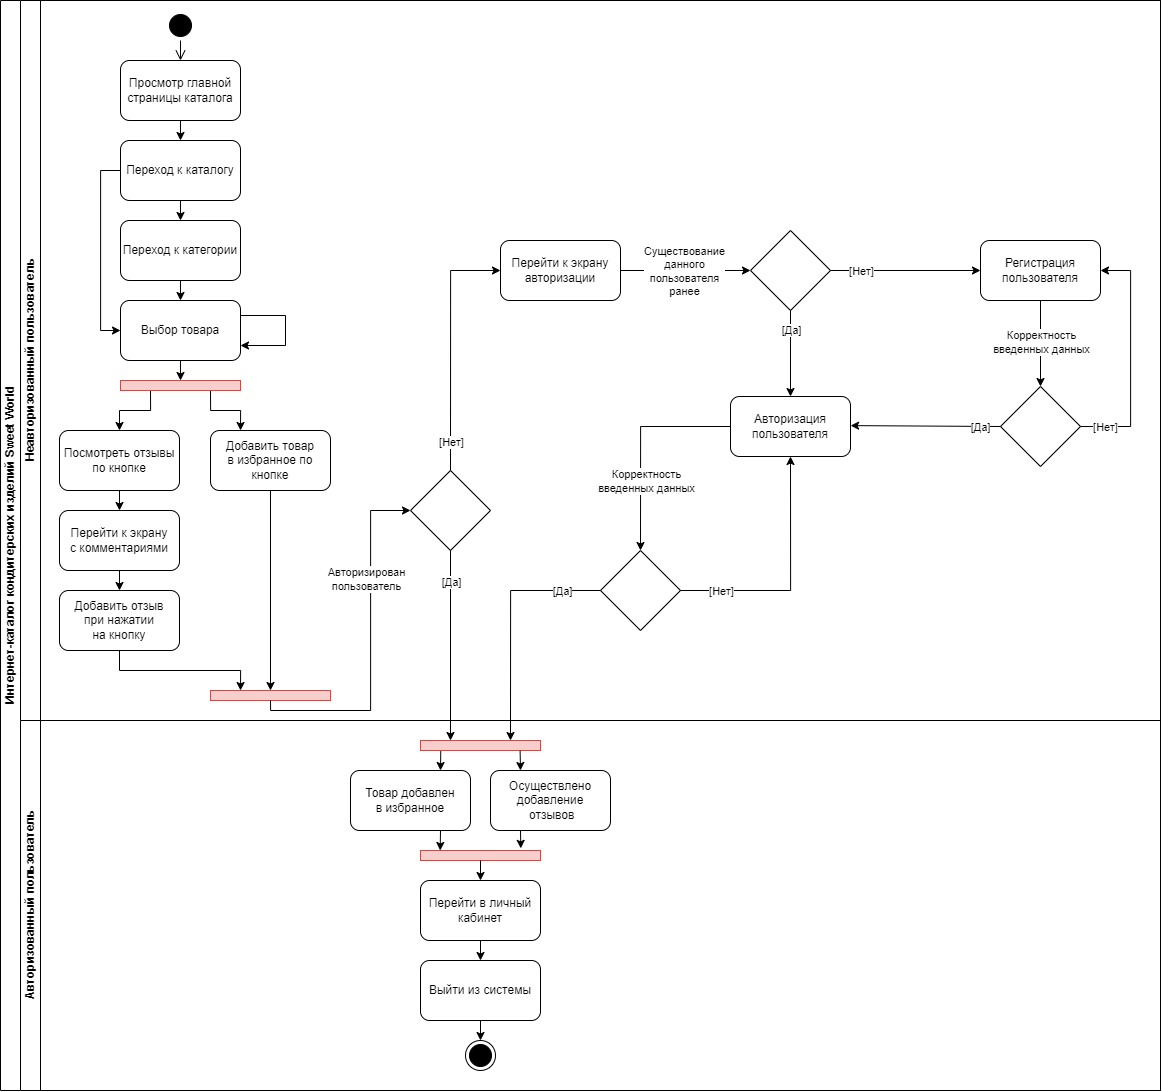 Интернет-каталог кондитерских изделий Sweet World
Неавторизованный пользователь
Просмотр главной
страницы каталога
Переход к каталогу
Переход к категории
Выбор товара
Посмотреть отзывы
по кнопке
Добавить товар
в избранное по
кнопке
Перейти к экрану
с комментариями
Добавить отзыв
при нажатии
на кнопку
Авторизирован
пользователь
[Нет]
[Да]
Перейти к экрану
авторизации
Существование
данного
пользователя
ранее
[Нет]
[Да]
Регистрация
пользователя
Корректность
введенных данных
[Да]
[Нет]
Авторизация
пользователя
Корректность
введенных данных
[Да]
[Нет]
Авторизованный пользователь
Товар добавлен
в избранное
Осуществлено
добавление
отзывов
Перейти в личный
кабинет
Выйти из системы